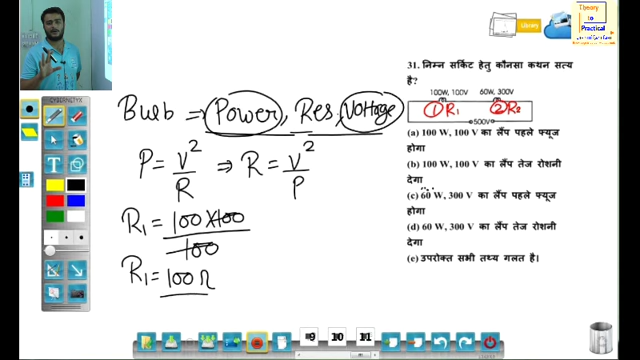 Theory
to
Practical
31. निम्न सर्किट हेतु कौनसा कथन सत्य
है?
100W, 100V 60W, 300V
① R₁ ② R₂
500V
(a) 100 W, 100 V का लैंप पहले फ्यूज
होगा
(b) 100 W, 100 V का लैंप तेज रोशनी
देगा
(c) 60 W, 300 V का लैंप पहले फ्यूज
होगा
(d) 60 W, 300 V का लैंप तेज रोशनी
देगा
(e) उपरोक्त सभी तथ्य गलत है।
Bulb ⇒ Power, Res, Voltage
P = V²/R ⇒ R = V²/P
R₁ = 100×100/100
R₁ = 100 Ω
9 10 11